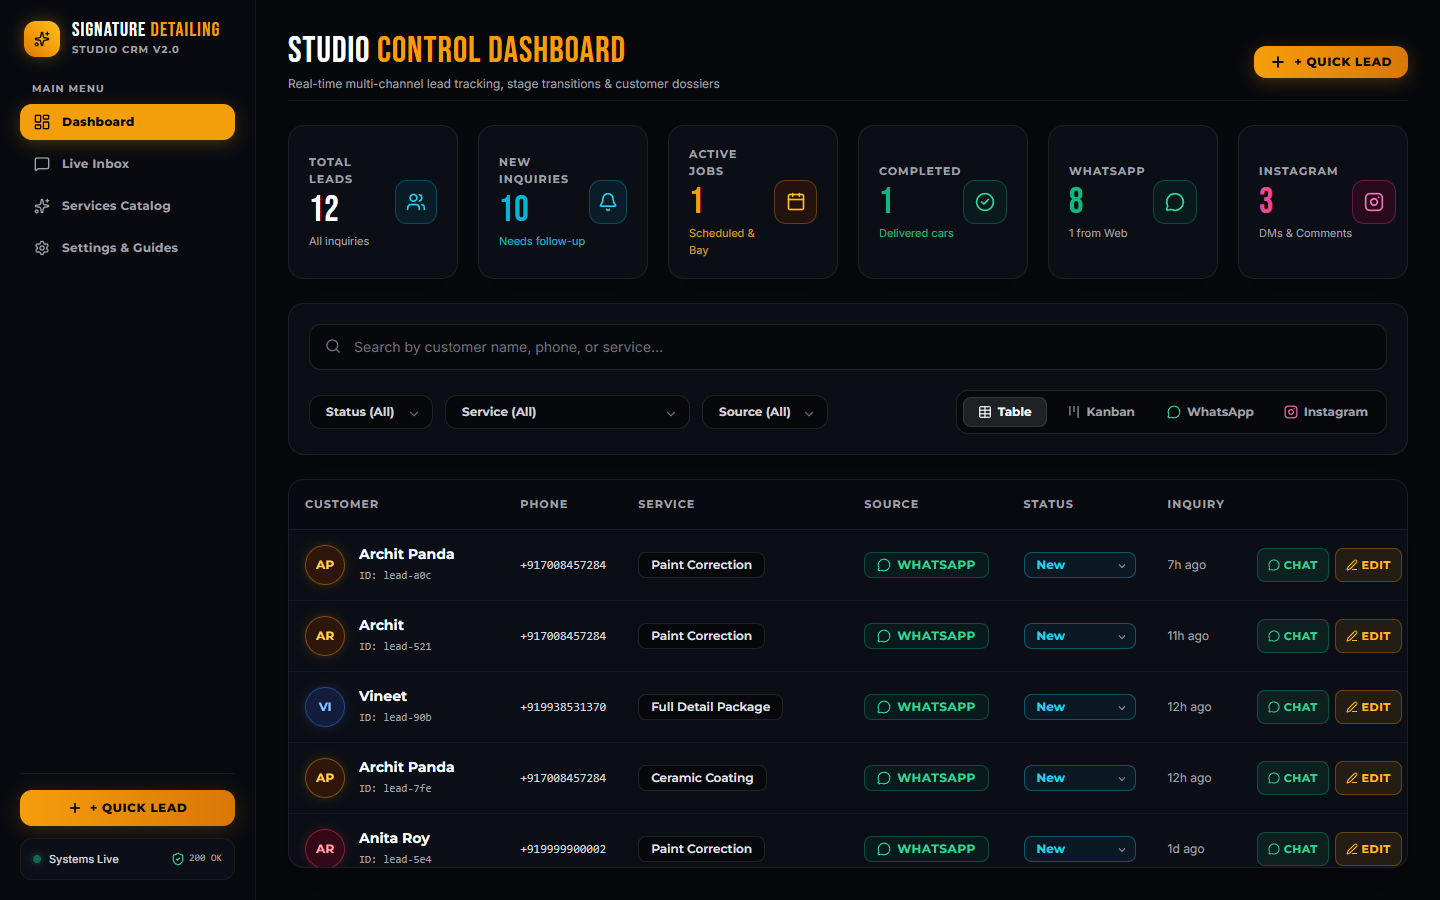 SIGNATURE DETAILING
STUDIO CRM V2.0
MAIN MENU
Dashboard
Live Inbox
Services Catalog
Settings & Guides
+ QUICK LEAD
Systems Live
200 OK
STUDIO CONTROL DASHBOARD
Real-time multi-channel lead tracking, stage transitions & customer dossiers
+ QUICK LEAD
TOTAL
LEADS
12
All inquiries
NEW
INQUIRIES
10
Needs follow-up
ACTIVE
JOBS
1
Scheduled &
Bay
COMPLETED
1
Delivered cars
WHATSAPP
8
1 from Web
INSTAGRAM
3
DMs & Comments
Search by customer name, phone, or service...
Status (All)
Service (All)
Source (All)
Table
Kanban
WhatsApp
Instagram
CUSTOMER PHONE SERVICE SOURCE STATUS INQUIRY
AP Archit Panda +917008457284 Paint Correction WHATSAPP New 7h ago CHAT EDIT
ID: lead-a0c
AR Archit +917008457284 Paint Correction WHATSAPP New 11h ago CHAT EDIT
ID: lead-521
VI Vineet +919938531370 Full Detail Package WHATSAPP New 12h ago CHAT EDIT
ID: lead-90b
AP Archit Panda +917008457284 Ceramic Coating WHATSAPP New 12h ago CHAT EDIT
ID: lead-7fe
AR Anita Roy +919999900002 Paint Correction WHATSAPP New 1d ago CHAT EDIT
ID: lead-5e4